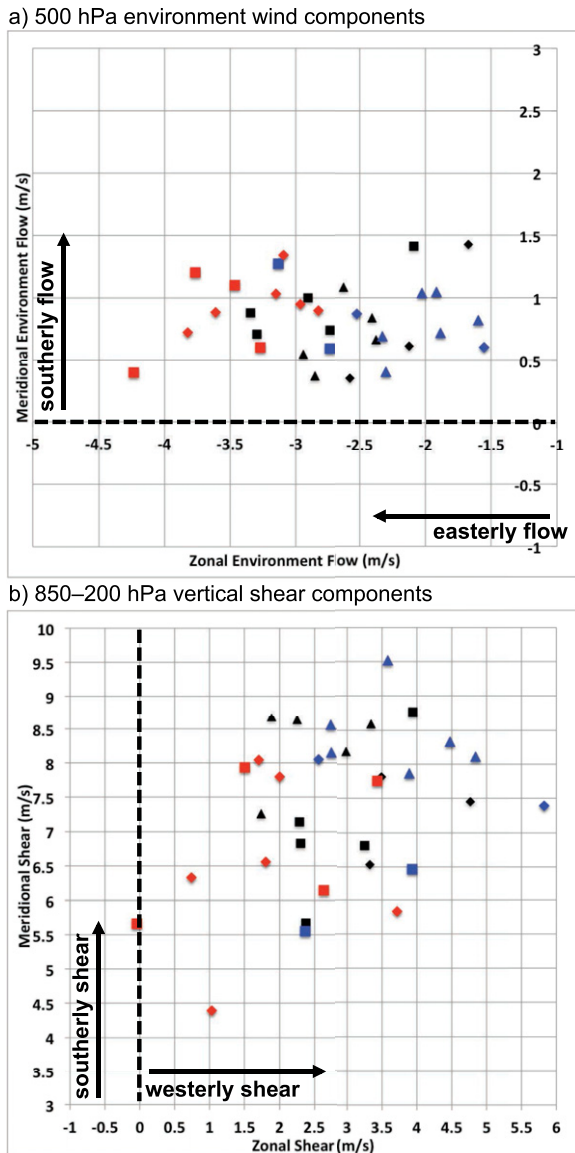 a) 500 hPa environment wind components
3
2.5
2
1.5
1
0.5
0
-0.5
-1
Meridional Environment Flow (m/s)
southerly flow
-5 -4.5 -4 -3.5 -3 -2.5 -2 -1.5 -1
easterly flow
Zonal Environment Flow (m/s)
b) 850–200 hPa vertical shear components
10
9.5
9
8.5
8
7.5
7
6.5
6
5.5
5
4.5
4
3.5
3
Meridional Shear (m/s)
southerly shear
westerly shear
-1 -0.5 0 0.5 1 1.5 2 2.5 3 3.5 4 4.5 5 5.5 6
Zonal Shear (m/s)